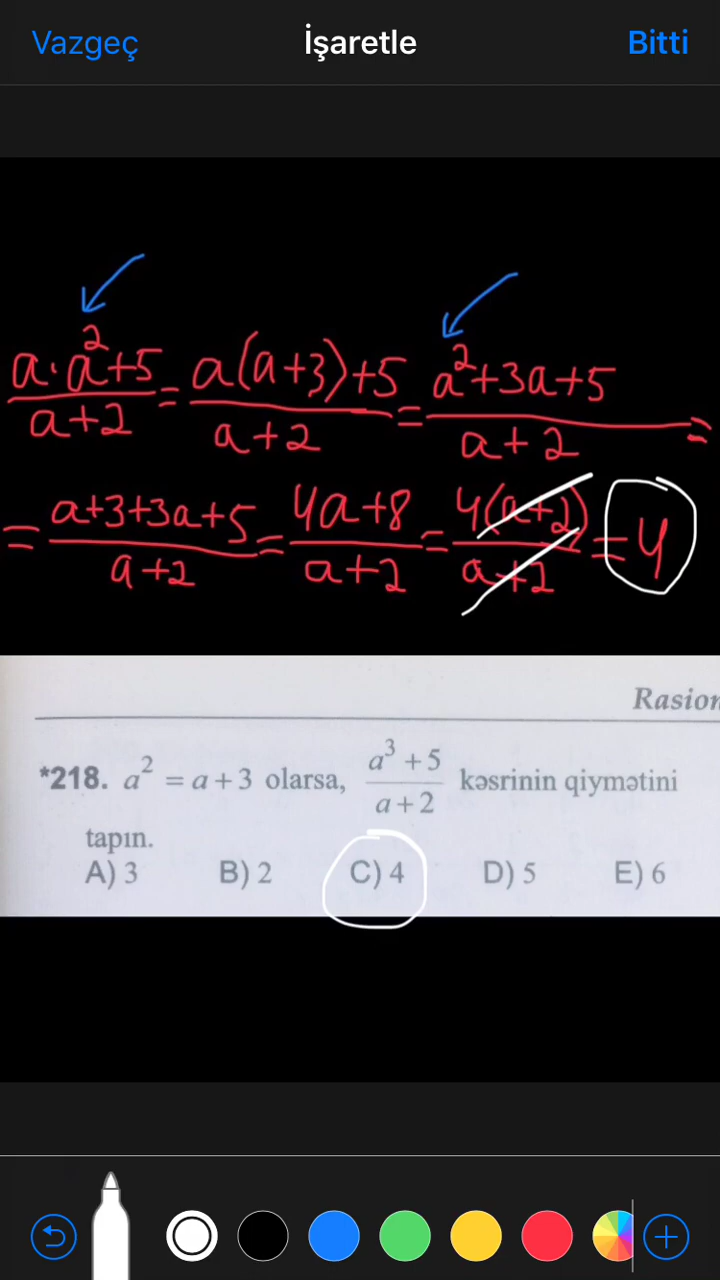 Vazgeç İşaretle Bitti
a·a²+5/a+2 = a(a+3)+5/a+2 = a²+3a+5/a+2 =
= a+3+3a+5/a+2 = 4a+8/a+2 = 4(a+2)/a+2 = 4
Rasion
*218. a² = a+3 olarsa, a³+5/a+2 kəsrinin qiymətini
tapın.
A) 3 B) 2 C) 4 D) 5 E) 6